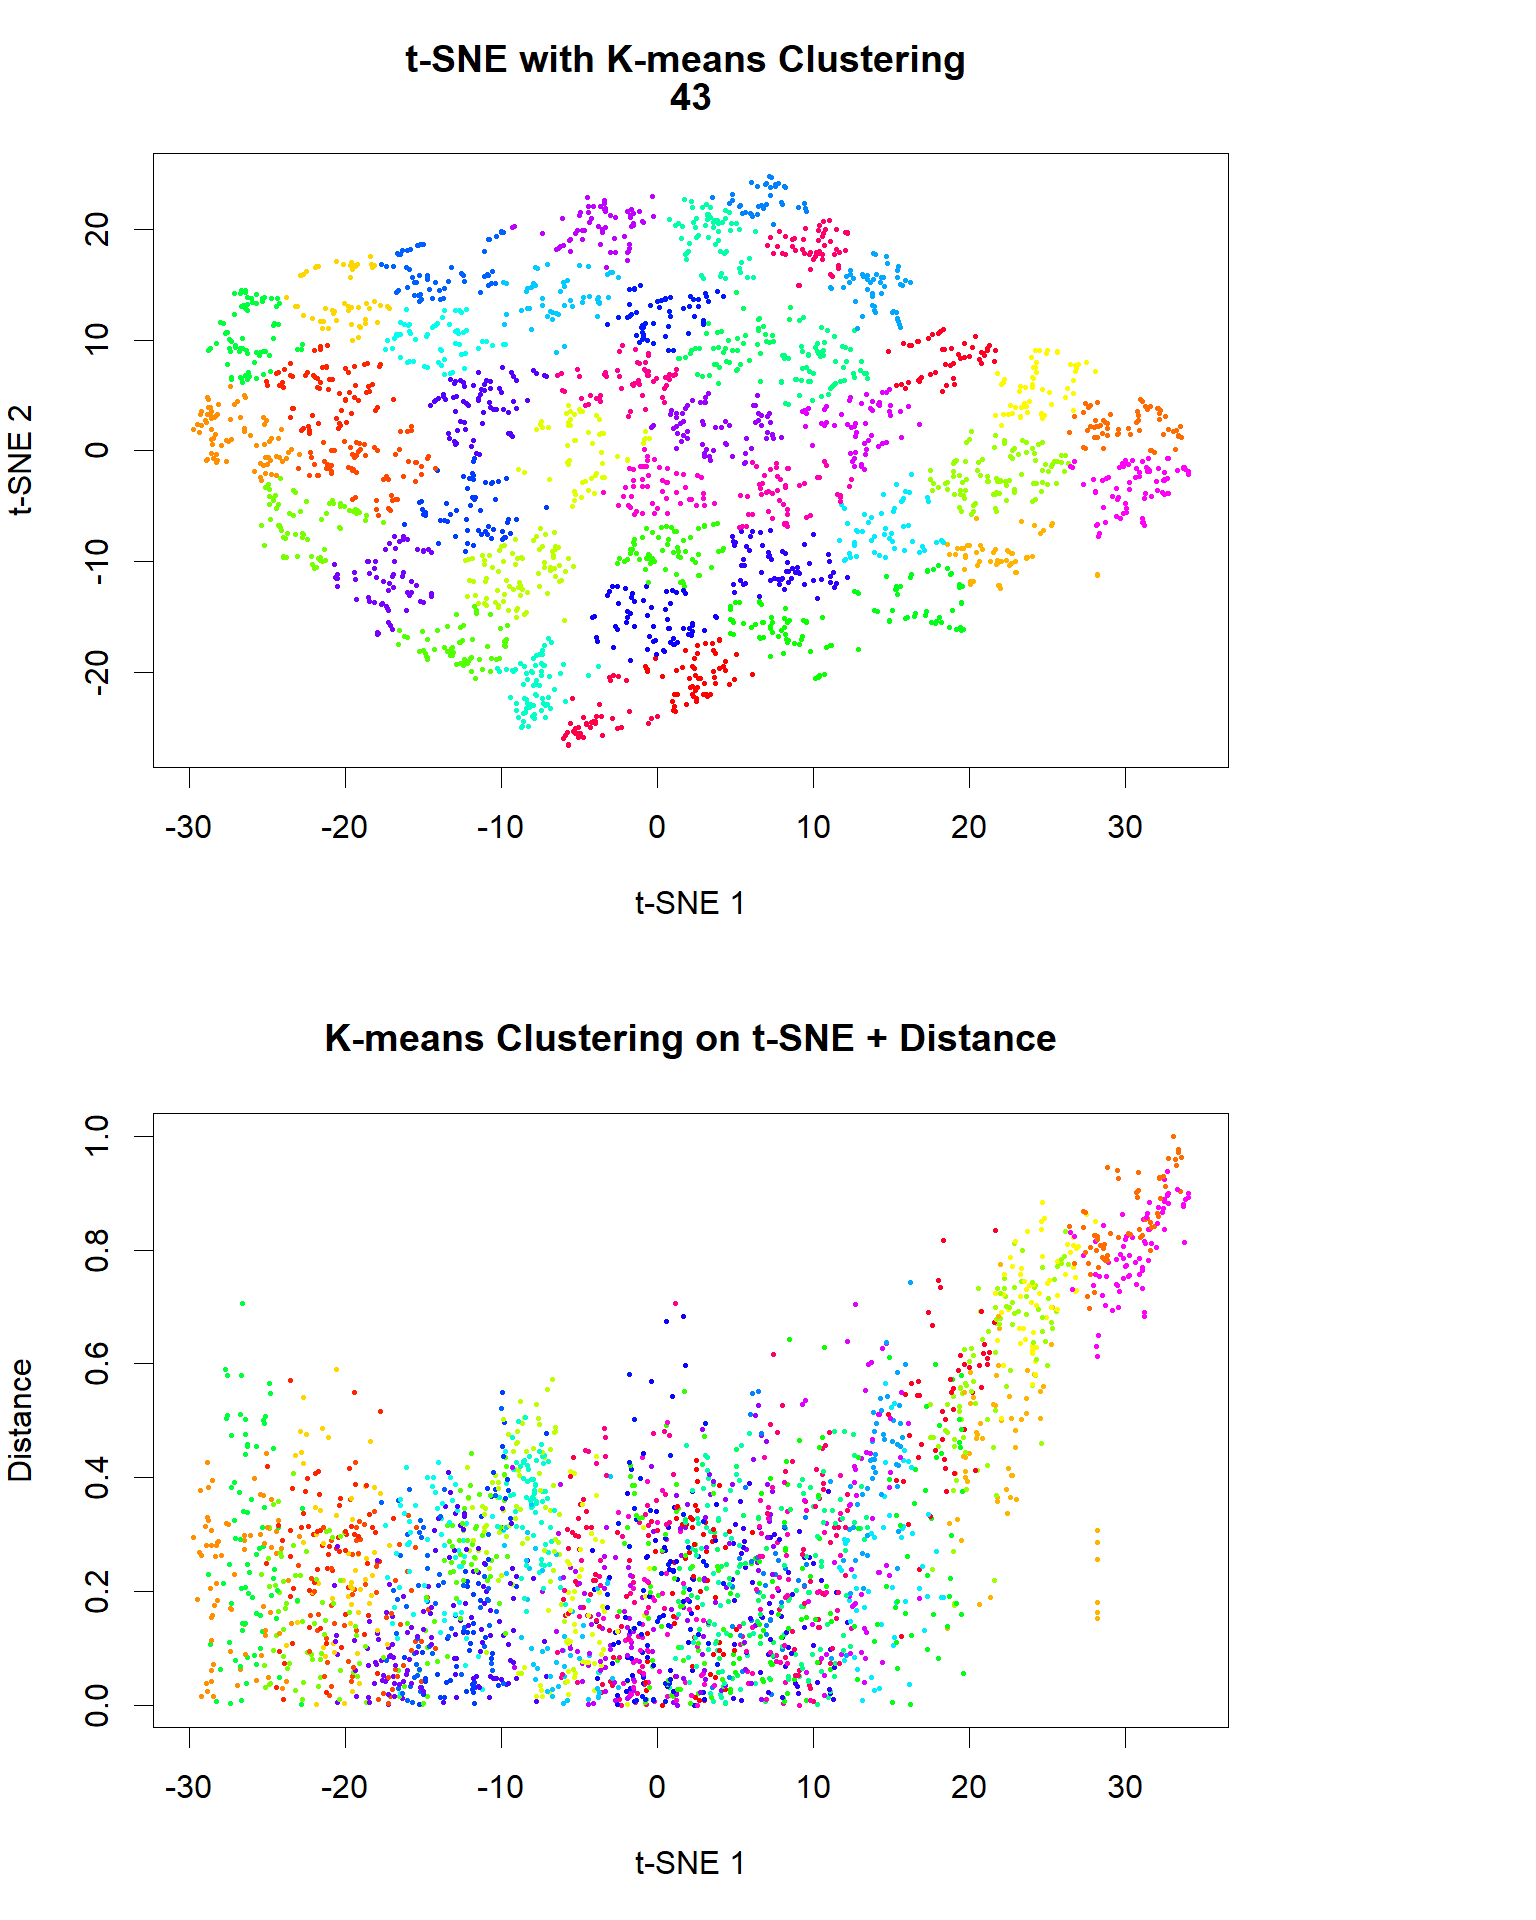 t-SNE with K-means Clustering
43
t-SNE 2
20
10
0
-10
-20
-30 -20 -10 0 10 20 30
t-SNE 1
K-means Clustering on t-SNE + Distance
Distance
1.0
0.8
0.6
0.4
0.2
0.0
-30 -20 -10 0 10 20 30
t-SNE 1